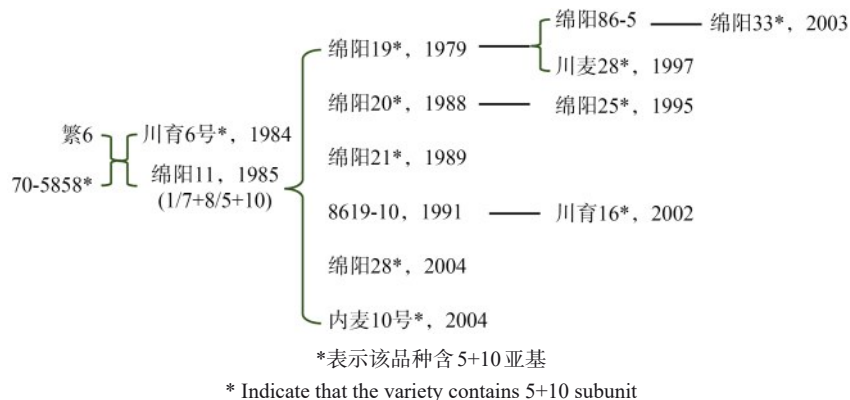 绵阳86-5
绵阳33*，2003
绵阳19*，1979
川麦28*，1997
绵阳20*，1988
绵阳25*，1995
繁6
川育6号*，1984
绵阳21*，1989
绵阳11，1985
70-5858*
(1/7+8/5+10)
8619-10，1991
川育16*，2002
绵阳28*，2004
内麦10号*，2004
*表示该品种含 5+10 亚基
* Indicate that the variety contains 5+10 subunit